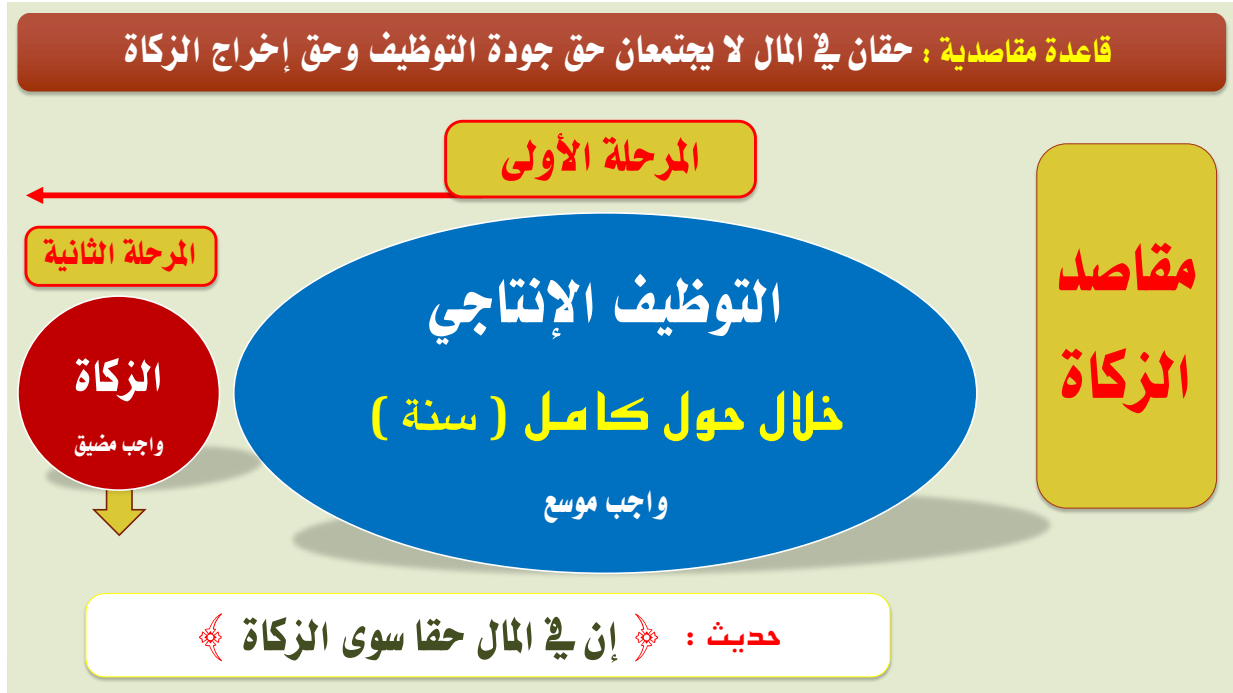 قاعدة مقاصدية : حقان في المال لا يجتمعان حق جودة التوظيف وحق إخراج الزكاة
مقاصد
الزكاة
المرحلة الأولى
التوظيف الإنتاجي
خلال حول كامل ( سنة )
واجب موسع
المرحلة الثانية
الزكاة
واجب مضيق
حديث : ﴿ إن في المال حقا سوى الزكاة ﴾